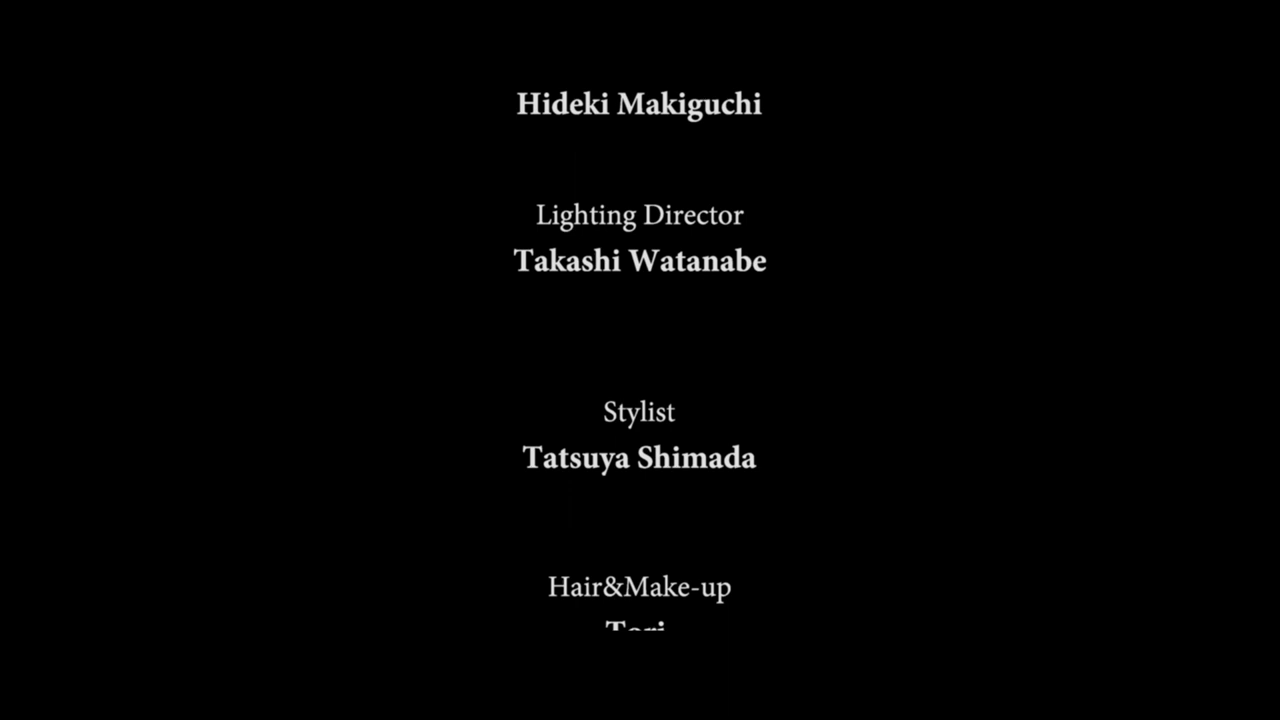 Hideki Makiguchi
Lighting Director
Takashi Watanabe
Stylist
Tatsuya Shimada
Hair&Make-up